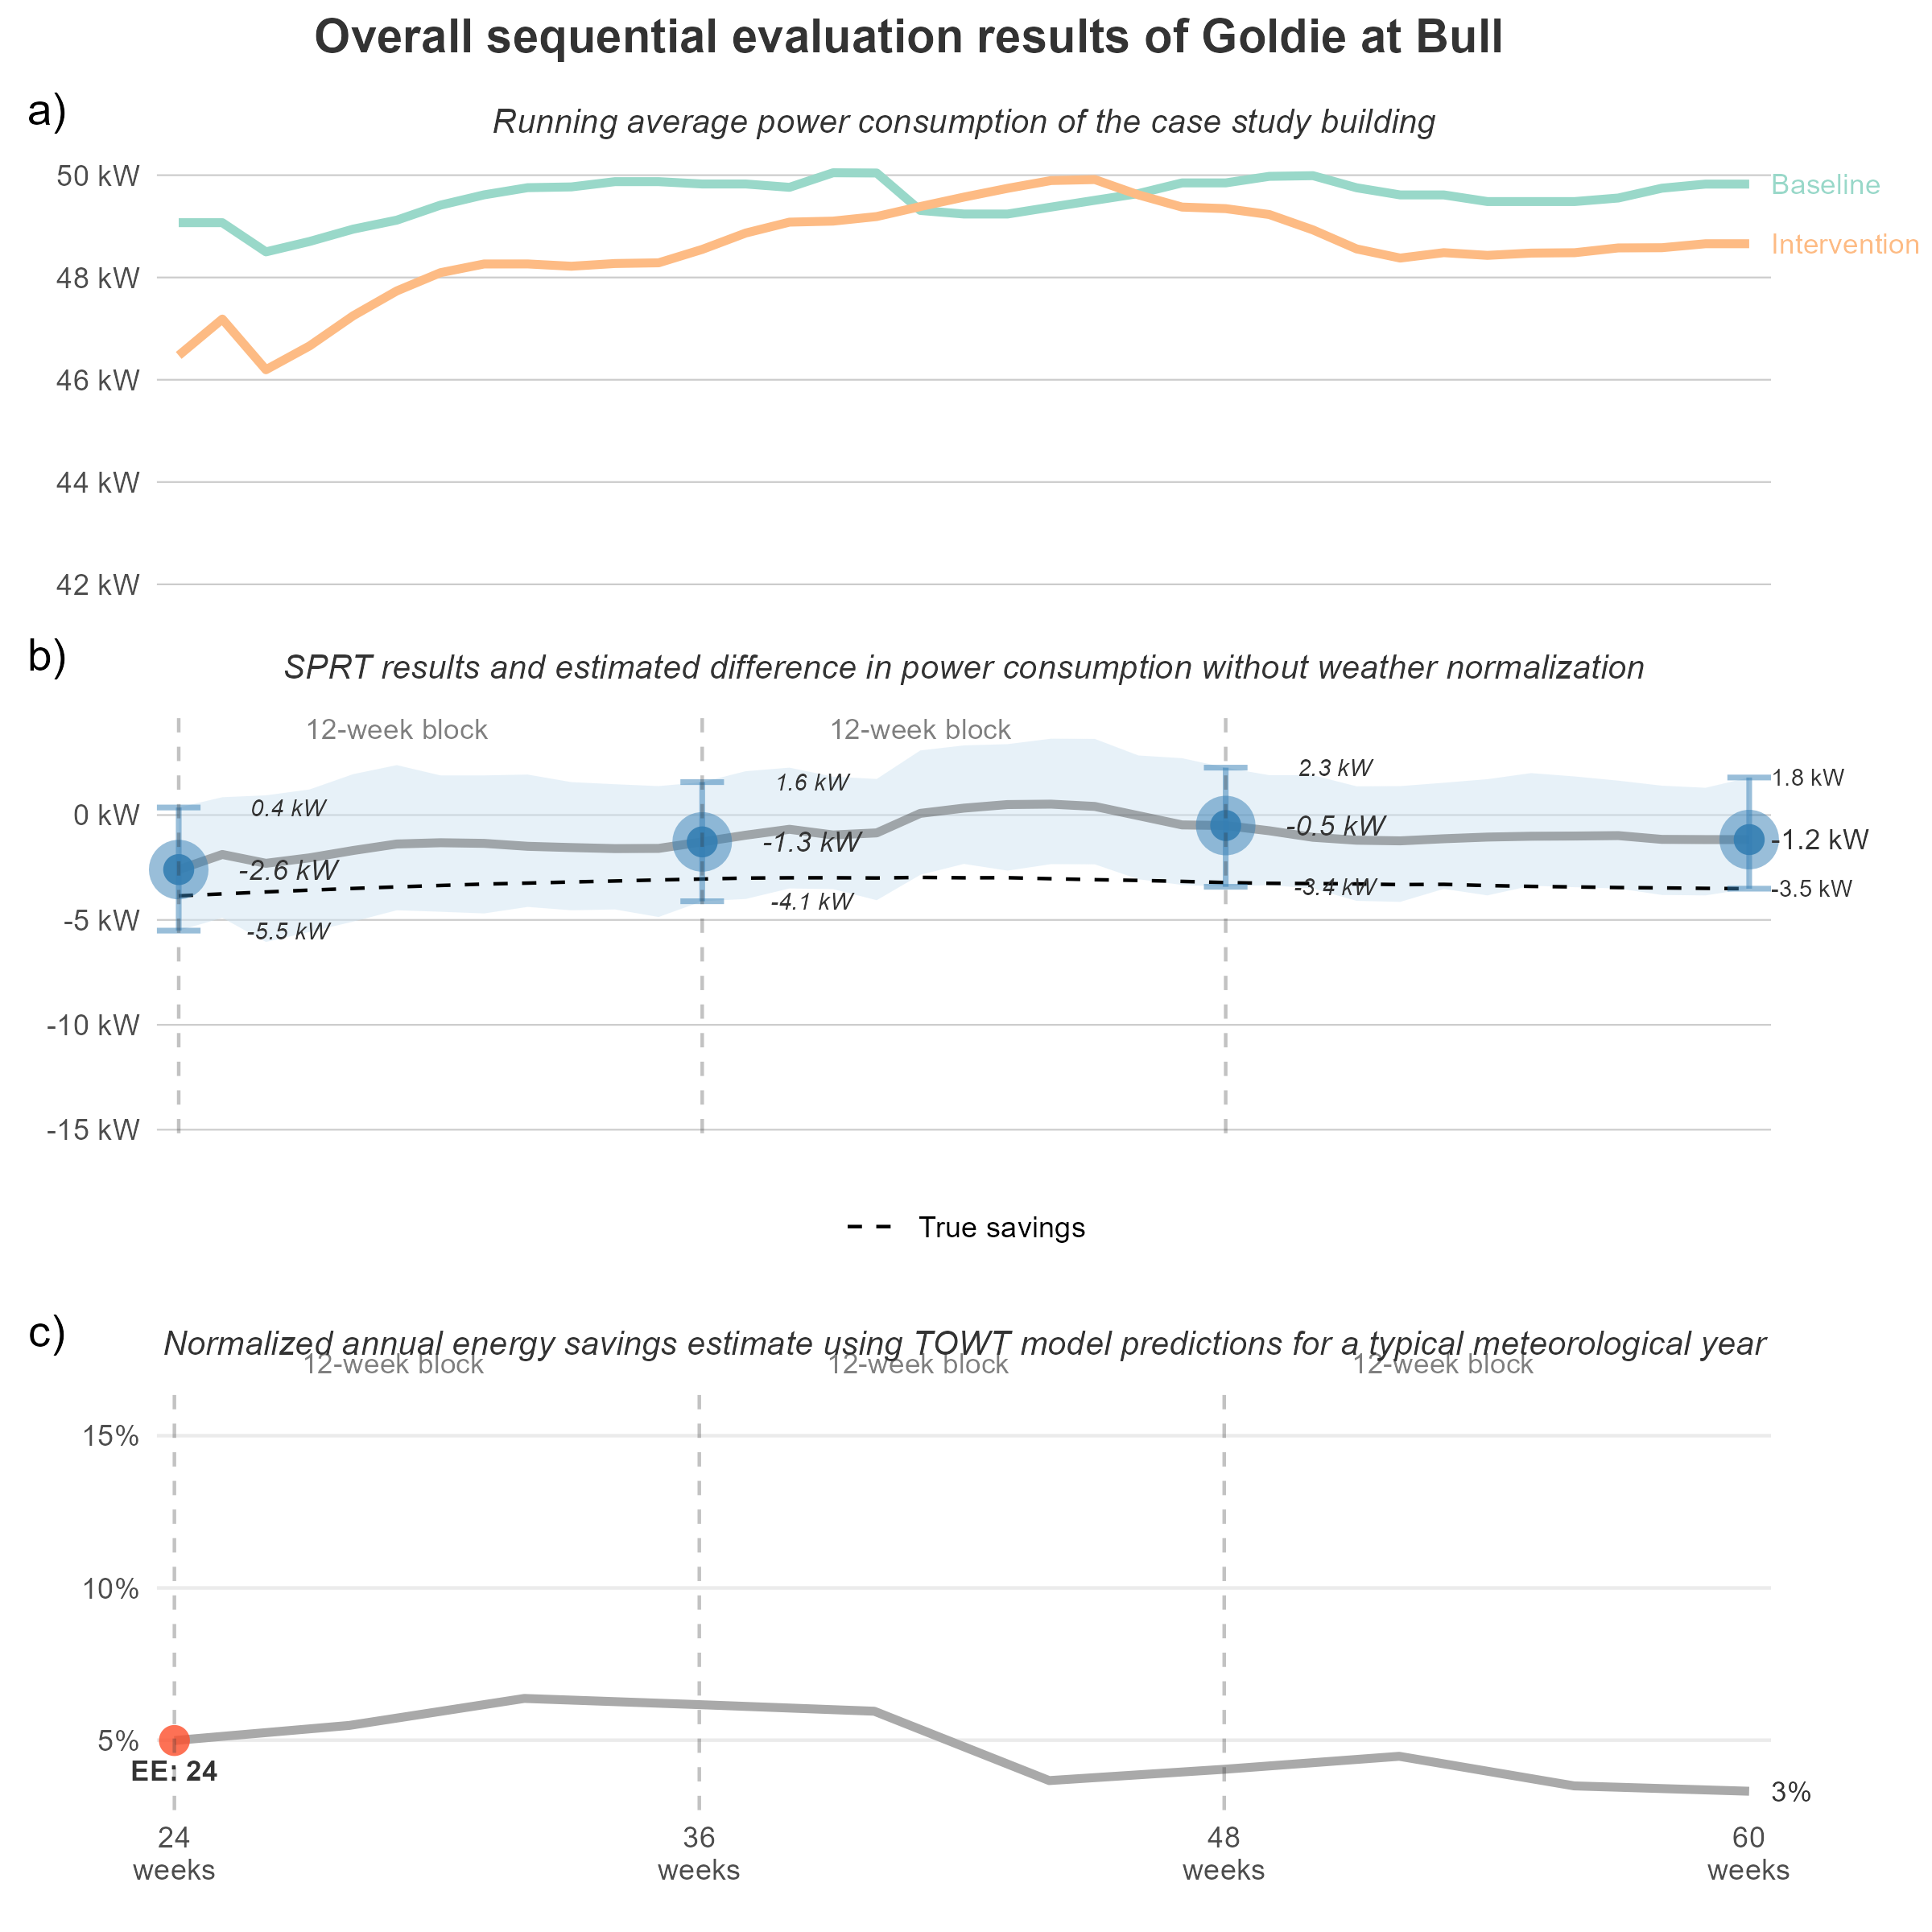 Overall sequential evaluation results of Goldie at Bull
a)
Running average power consumption of the case study building
50 kW
Baseline
Intervention
48 kW
46 kW
44 kW
42 kW
b)
SPRT results and estimated difference in power consumption without weather normalization
12-week block
12-week block
0.4 kW
1.6 kW
2.3 kW
1.8 kW
0 kW
-2.6 kW
-1.3 kW
-0.5 kW
-1.2 kW
-5.5 kW
-4.1 kW
-3.4 kW
-3.5 kW
-5 kW
-10 kW
-15 kW
True savings
c)
Normalized annual energy savings estimate using TOWT model predictions for a typical meteorological year
12-week block
12-week block
12-week block
15%
10%
5%
EE: 24
3%
24
weeks
36
weeks
48
weeks
60
weeks